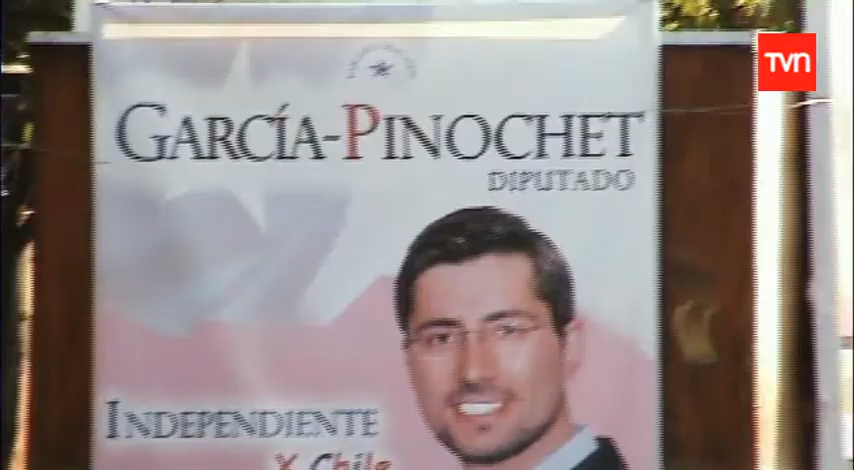 TVN
GARCÍA-PINOCHET
DIPUTADO
INDEPENDIENTE
X Chile